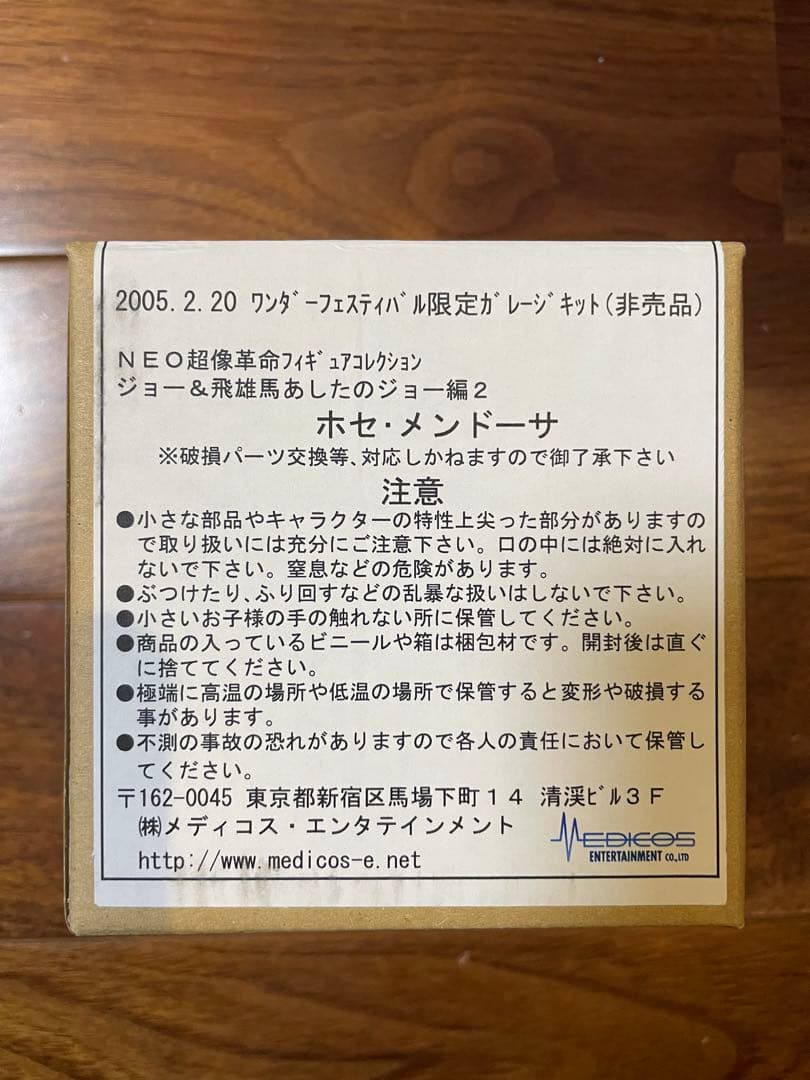 2005.2.20 ﾜﾝﾀﾞｰﾌｪｽﾃｨﾊﾞﾙ限定ｶﾞﾚｰｼﾞｷｯﾄ(非売品)
ＮＥＯ超像革命ﾌｨｷﾞｭｱｺﾚｸｼｮﾝ
ジョー＆飛雄馬あしたのジョー編２
ホセ・メンドーサ
※破損パーツ交換等、対応しかねますので御了承下さい
注意
●小さな部品やキャラクターの特性上尖った部分がありますの
で取り扱いには充分にご注意下さい。口の中には絶対に入れ
ないで下さい。窒息などの危険があります。
●ぶつけたり、ふり回すなどの乱暴な扱いはしないで下さい。
●小さいお子様の手の触れない所に保管してください。
●商品の入っているビニールや箱は梱包材です。開封後は直ぐ
に捨ててください。
●極端に高温の場所や低温の場所で保管すると変形や破損する
事があります。
●不測の事故の恐れがありますので各人の責任において保管し
てください。
〒162-0045 東京都新宿区馬場下町１４ 清渓ﾋﾞﾙ３Ｆ
㈱メディコス・エンタテインメント
http://www.medicos-e.net
MEDICOS
ENTERTAINMENT CO.,LTD